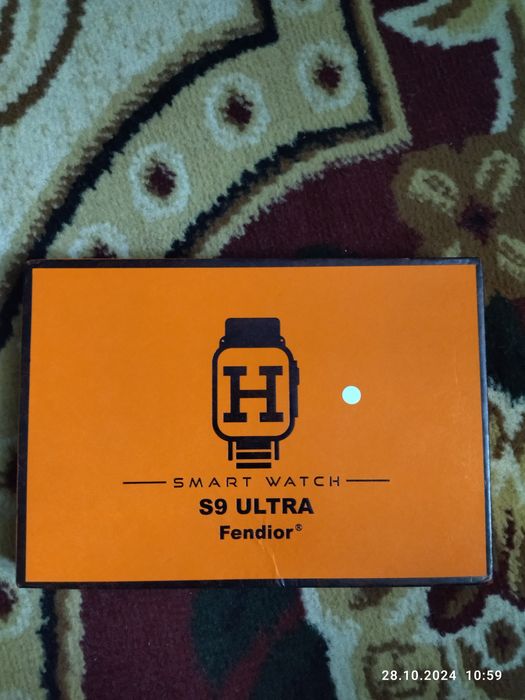 H
SMART WATCH
S9 ULTRA
Fendior®
28.10.2024 10:59